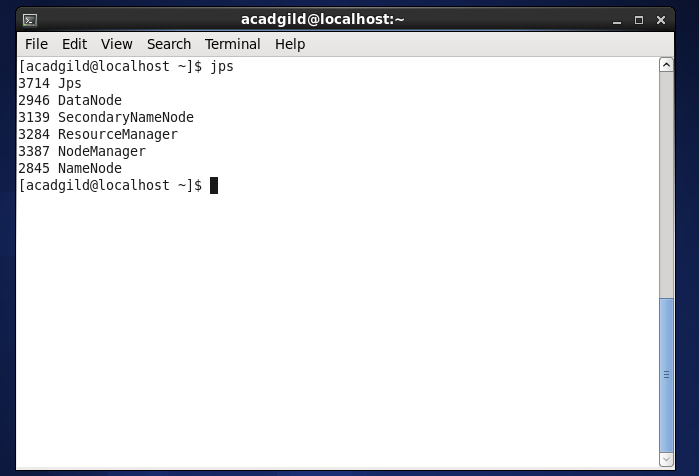 acadgild@localhost:~
File Edit View Search Terminal Help
[acadgild@localhost ~]$ jps
3714 Jps
2946 DataNode
3139 SecondaryNameNode
3284 ResourceManager
3387 NodeManager
2845 NameNode
[acadgild@localhost ~]$